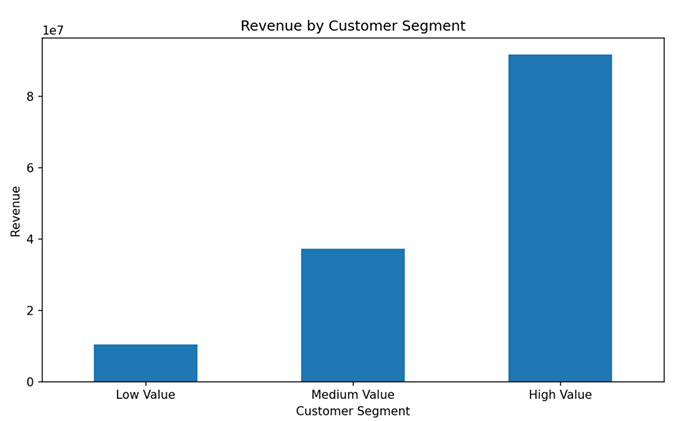 Revenue by Customer Segment
1e7
8
6
4
2
0
Revenue
Low Value Medium Value High Value
Customer Segment